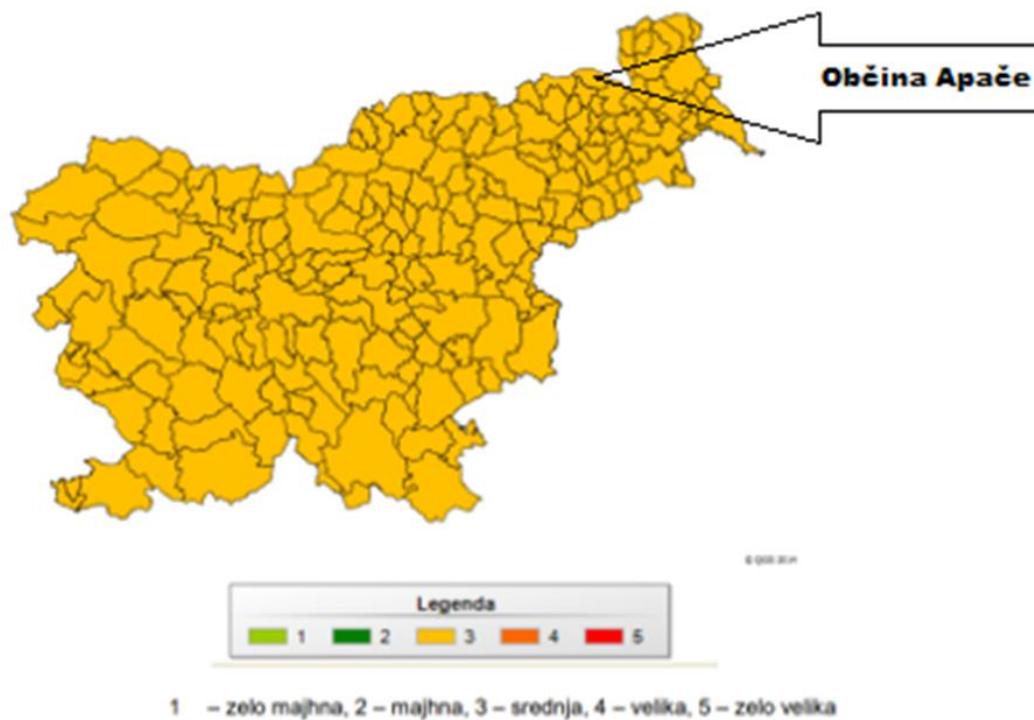 Občina Apače
Legenda
1 2 3 4 5
1 – zelo majhna, 2 – majhna, 3 – srednja, 4 – velika, 5 – zelo velika